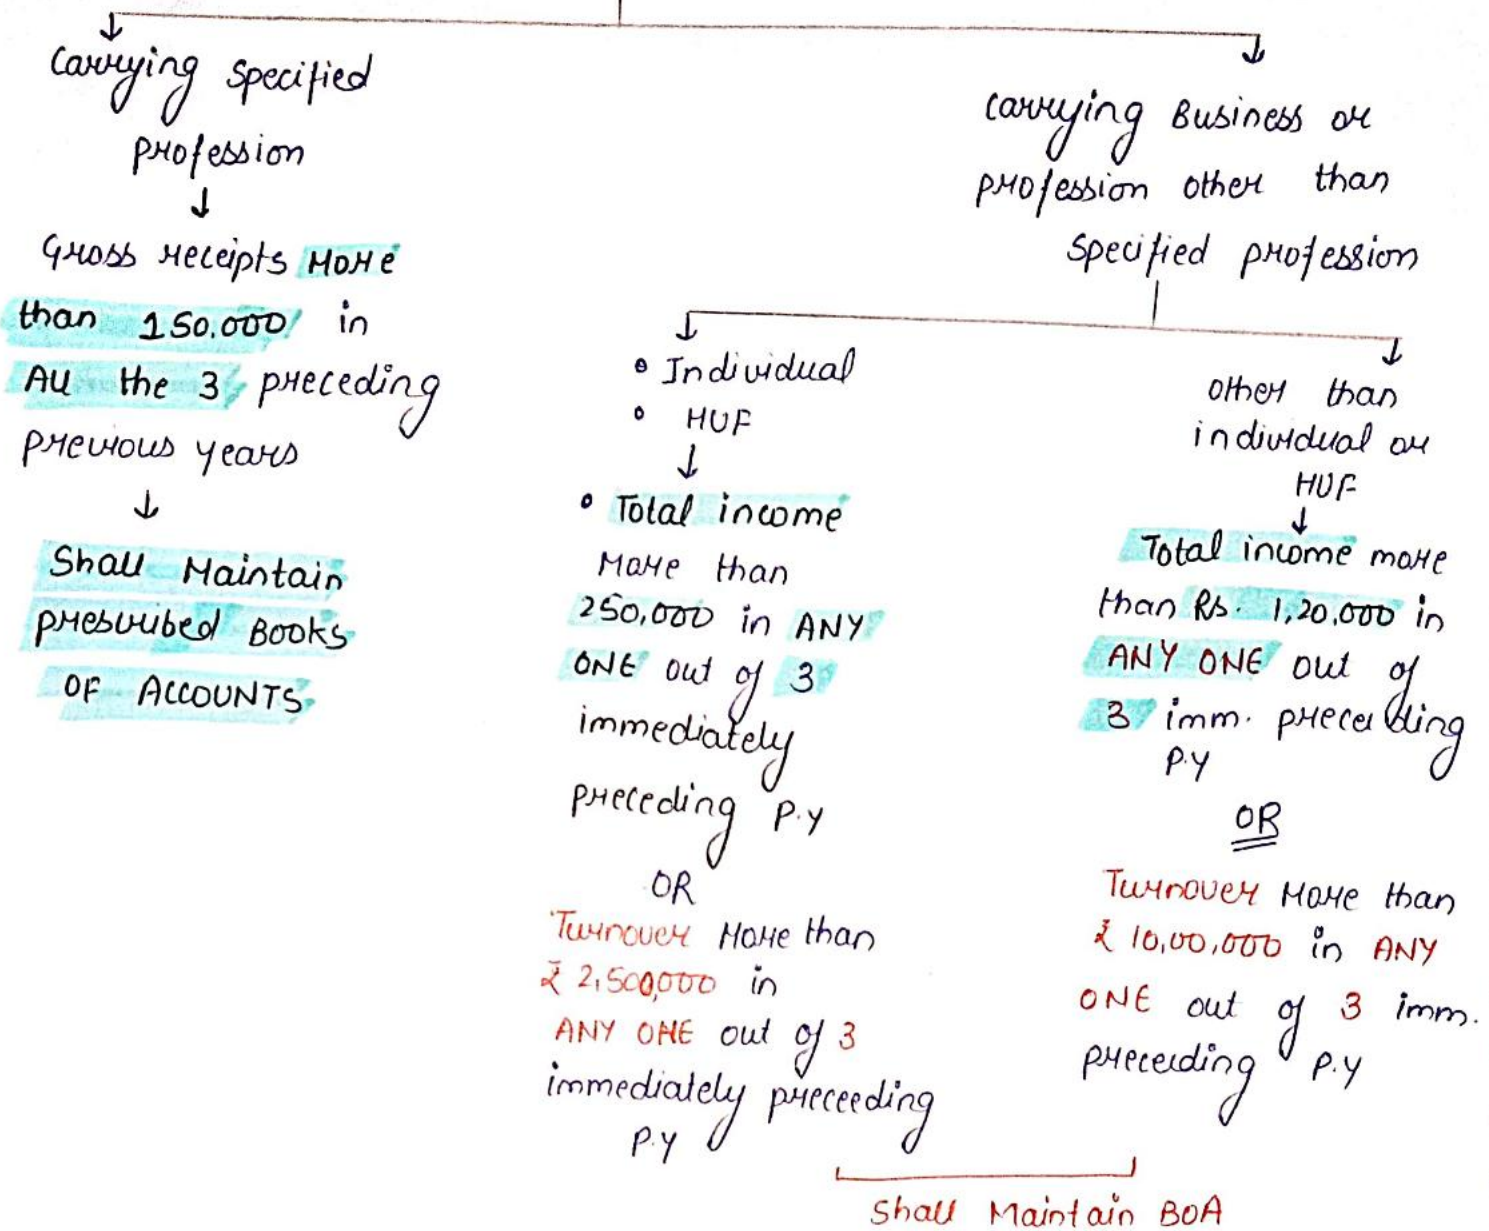 Carrying Specified
profession
Gross receipts More
than 150.000 in
All the 3 preceding
previous years
Shall Maintain
prescribed Books
OF ACCOUNTS
carrying Business or
profession other than
Specified profession
• Individual
• HUF
• Total income
More than
250,000 in ANY
ONE out of 3
immediately
preceding P.Y
OR
Turnover More than
₹ 2,500,000 in
ANY ONE out of 3
immediately preceeding
P.Y
other than
individual or
HUF
Total income more
than Rs. 1,20,000 in
ANY ONE out of
3 imm. preceding
P.Y
OR
Turnover More than
₹ 10,00,000 in ANY
ONE out of 3 imm.
preceeding P.Y
Shall Maintain BOA